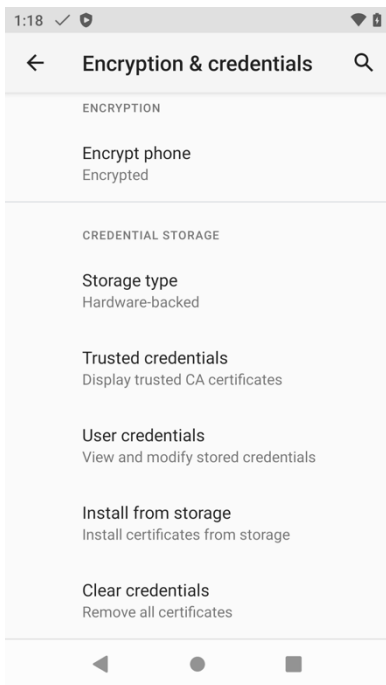 1:18
Encryption & credentials
ENCRYPTION
Encrypt phone
Encrypted
CREDENTIAL STORAGE
Storage type
Hardware-backed
Trusted credentials
Display trusted CA certificates
User credentials
View and modify stored credentials
Install from storage
Install certificates from storage
Clear credentials
Remove all certificates